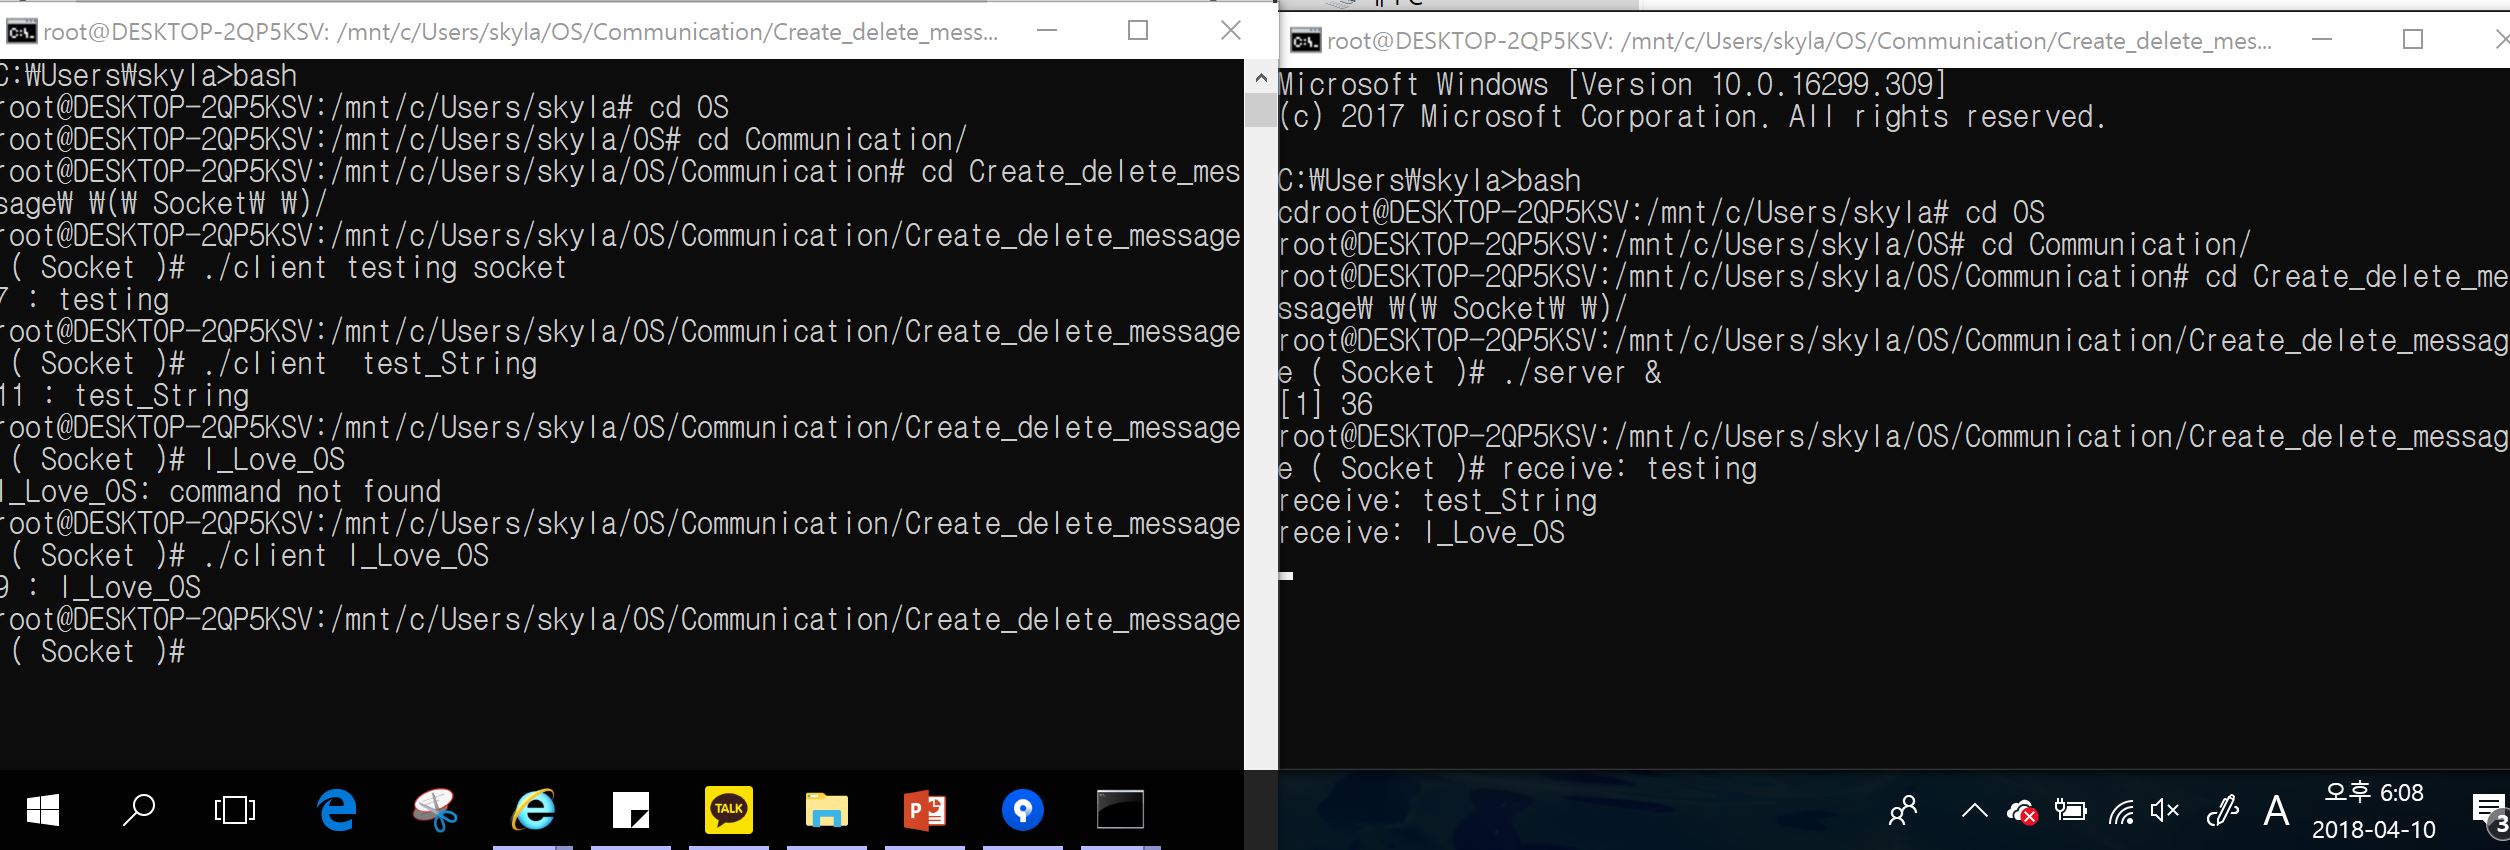 root@DESKTOP-2QP5KSV: /mnt/c/Users/skyla/OS/Communication/Create_delete_mess...
C:₩Users₩skyla>bash
root@DESKTOP-2QP5KSV:/mnt/c/Users/skyla# cd OS
root@DESKTOP-2QP5KSV:/mnt/c/Users/skyla/OS# cd Communication/
root@DESKTOP-2QP5KSV:/mnt/c/Users/skyla/OS/Communication# cd Create_delete_mes
sage₩ ₩(₩ Socket₩ ₩)/
root@DESKTOP-2QP5KSV:/mnt/c/Users/skyla/OS/Communication/Create_delete_message
( Socket )# ./client testing socket
7 : testing
root@DESKTOP-2QP5KSV:/mnt/c/Users/skyla/OS/Communication/Create_delete_message
( Socket )# ./client  test_String
11 : test_String
root@DESKTOP-2QP5KSV:/mnt/c/Users/skyla/OS/Communication/Create_delete_message
( Socket )# I_Love_OS
I_Love_OS: command not found
root@DESKTOP-2QP5KSV:/mnt/c/Users/skyla/OS/Communication/Create_delete_message
( Socket )# ./client I_Love_OS
9 : I_Love_OS
root@DESKTOP-2QP5KSV:/mnt/c/Users/skyla/OS/Communication/Create_delete_message
( Socket )#
root@DESKTOP-2QP5KSV: /mnt/c/Users/skyla/OS/Communication/Create_delete_mes...
Microsoft Windows [Version 10.0.16299.309]
(c) 2017 Microsoft Corporation. All rights reserved.
C:₩Users₩skyla>bash
cdroot@DESKTOP-2QP5KSV:/mnt/c/Users/skyla# cd OS
root@DESKTOP-2QP5KSV:/mnt/c/Users/skyla/OS# cd Communication/
root@DESKTOP-2QP5KSV:/mnt/c/Users/skyla/OS/Communication# cd Create_delete_me
ssage₩ ₩(₩ Socket₩ ₩)/
root@DESKTOP-2QP5KSV:/mnt/c/Users/skyla/OS/Communication/Create_delete_messag
e ( Socket )# ./server &
[1] 36
root@DESKTOP-2QP5KSV:/mnt/c/Users/skyla/OS/Communication/Create_delete_messag
e ( Socket )# receive: testing
receive: test_String
receive: I_Love_OS
TALK
A
오후 6:08
2018-04-10
3